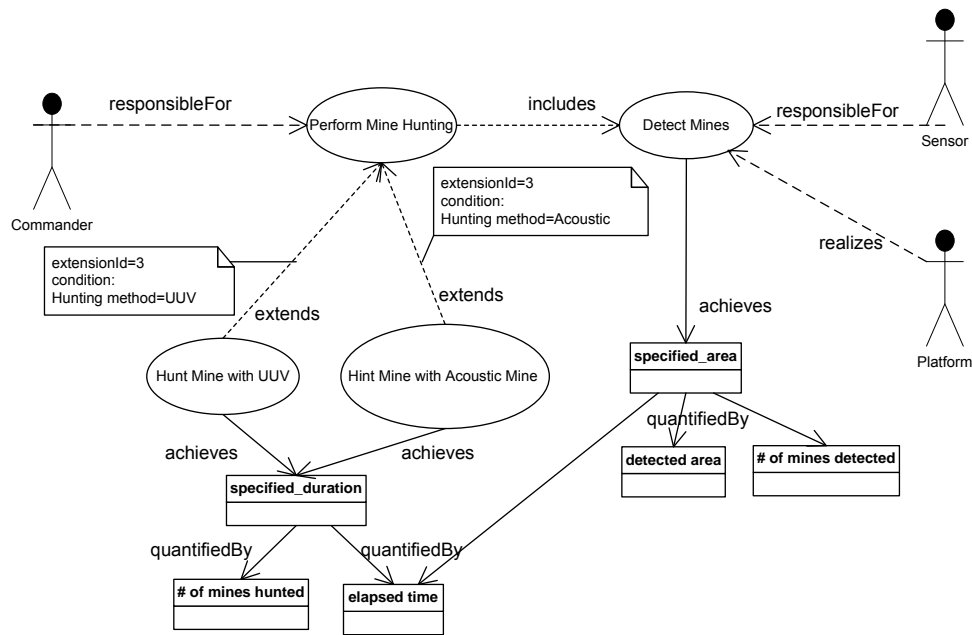 responsibleFor
includes
responsibleFor
Perform Mine Hunting
Detect Mines
Sensor
Commander
extensionId=3
condition:
Hunting method=Acoustic
realizes
extensionId=3
condition:
Hunting method=UUV
extends
extends
achieves
Platform
specified_area
Hunt Mine with UUV
Hint Mine with Acoustic Mine
quantifiedBy
achieves
achieves
detected area
# of mines detected
specified_duration
quantifiedBy
quantifiedBy
# of mines hunted
elapsed time